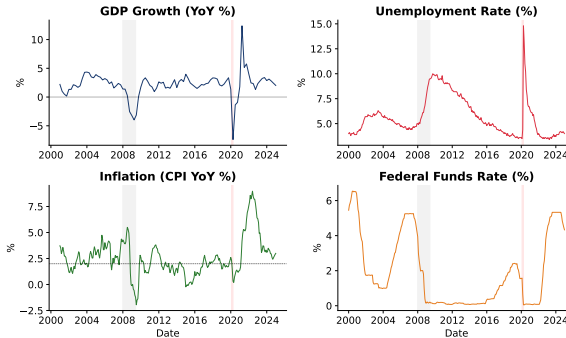 GDP Growth (YoY %)
%
10
5
0
−5
2000 2004 2008 2012 2016 2020 2024
Unemployment Rate (%)
%
15.0
12.5
10.0
7.5
5.0
2000 2004 2008 2012 2016 2020 2024
Inflation (CPI YoY %)
%
7.5
5.0
2.5
0.0
−2.5
2000 2004 2008 2012 2016 2020 2024
Date
Federal Funds Rate (%)
%
6
4
2
0
2000 2004 2008 2012 2016 2020 2024
Date